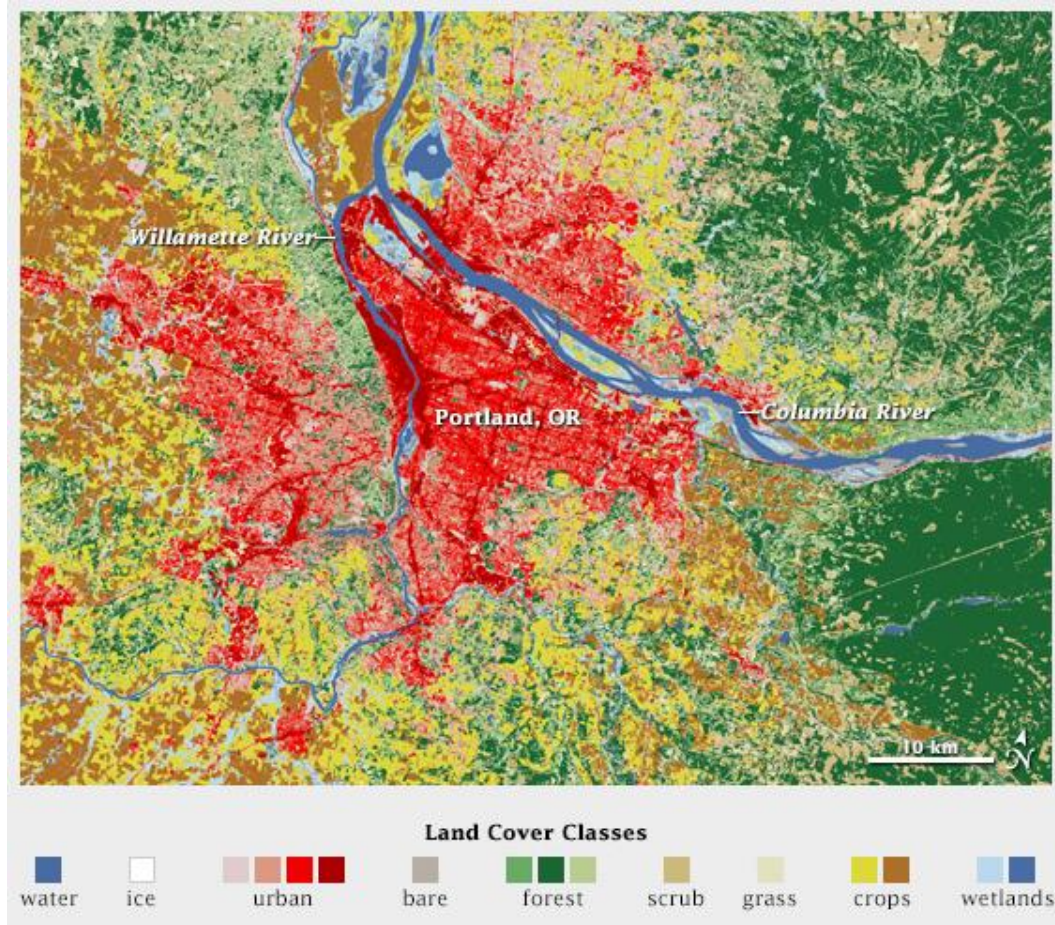 Willamette River
Portland, OR
Columbia River
10 km
N
Land Cover Classes
water ice urban bare forest scrub grass crops wetlands